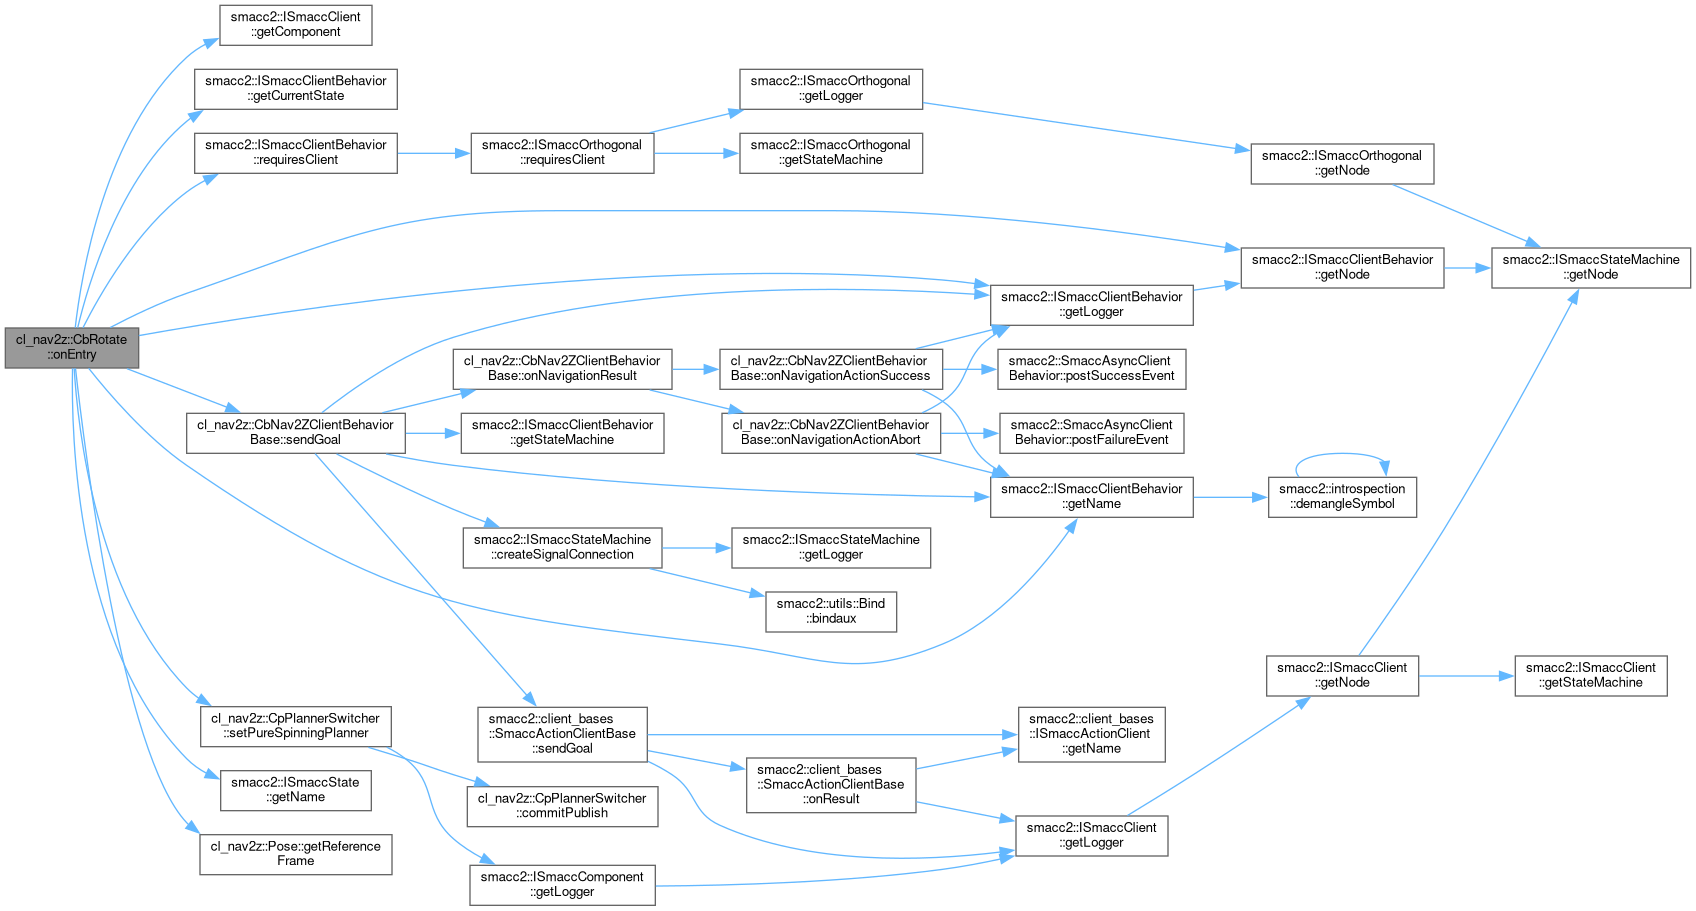 smacc2::ISmaccClient
::getComponent
smacc2::ISmaccClientBehavior
::getCurrentState
smacc2::ISmaccOrthogonal
::getLogger
smacc2::ISmaccClientBehavior
::requiresClient
smacc2::ISmaccOrthogonal
::requiresClient
smacc2::ISmaccOrthogonal
::getStateMachine
smacc2::ISmaccOrthogonal
::getNode
smacc2::ISmaccClientBehavior
::getNode
smacc2::ISmaccStateMachine
::getNode
smacc2::ISmaccClientBehavior
::getLogger
cl_nav2z::CbRotate
::onEntry
cl_nav2z::CbNav2ZClientBehavior
Base::onNavigationResult
cl_nav2z::CbNav2ZClientBehavior
Base::onNavigationActionSuccess
smacc2::SmaccAsyncClient
Behavior::postSuccessEvent
cl_nav2z::CbNav2ZClientBehavior
Base::sendGoal
smacc2::ISmaccClientBehavior
::getStateMachine
cl_nav2z::CbNav2ZClientBehavior
Base::onNavigationActionAbort
smacc2::SmaccAsyncClient
Behavior::postFailureEvent
smacc2::ISmaccClientBehavior
::getName
smacc2::introspection
::demangleSymbol
smacc2::ISmaccStateMachine
::createSignalConnection
smacc2::ISmaccStateMachine
::getLogger
smacc2::utils::Bind
::bindaux
smacc2::ISmaccClient
::getNode
smacc2::ISmaccClient
::getStateMachine
cl_nav2z::CpPlannerSwitcher
::setPureSpinningPlanner
smacc2::client_bases
::SmaccActionClientBase
::sendGoal
smacc2::client_bases
::ISmaccActionClient
::getName
smacc2::ISmaccState
::getName
cl_nav2z::CpPlannerSwitcher
::commitPublish
smacc2::client_bases
::SmaccActionClientBase
::onResult
smacc2::ISmaccClient
::getLogger
cl_nav2z::Pose::getReference
Frame
smacc2::ISmaccComponent
::getLogger